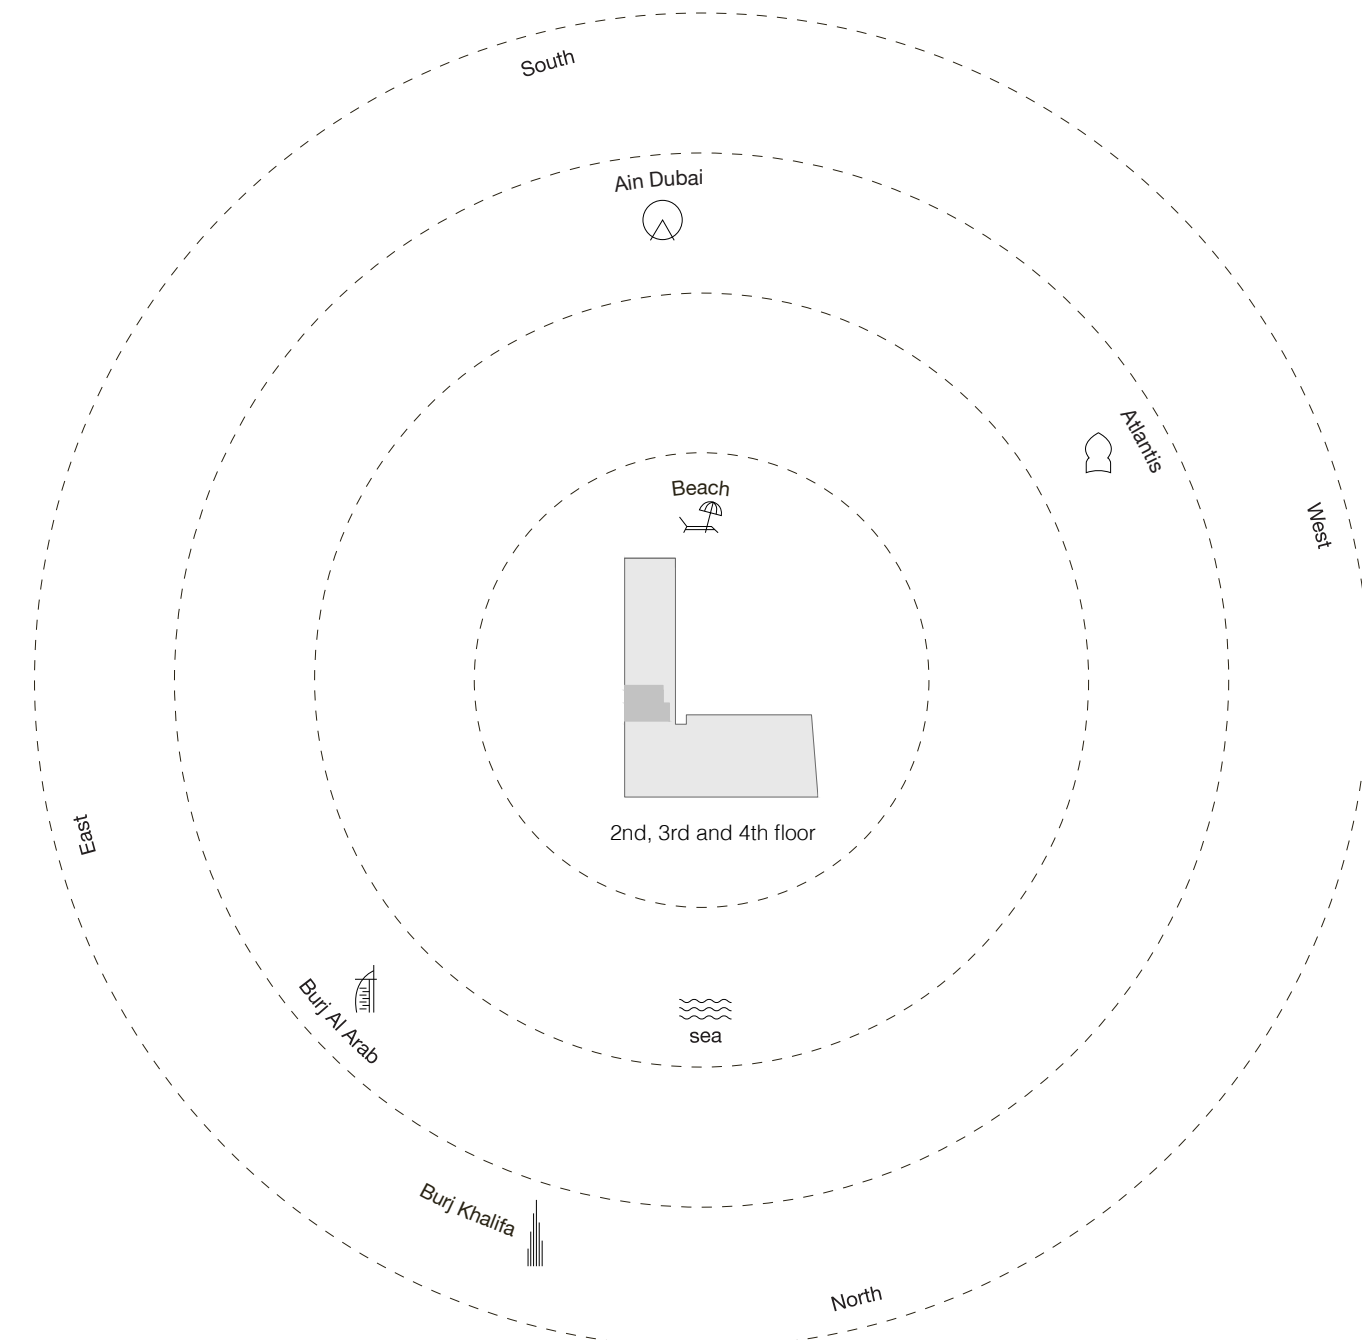 South
Ain Dubai
Atlantis
Beach
West
2nd, 3rd and 4th floor
East
Burj Al Arab
sea
Burj Khalifa
North